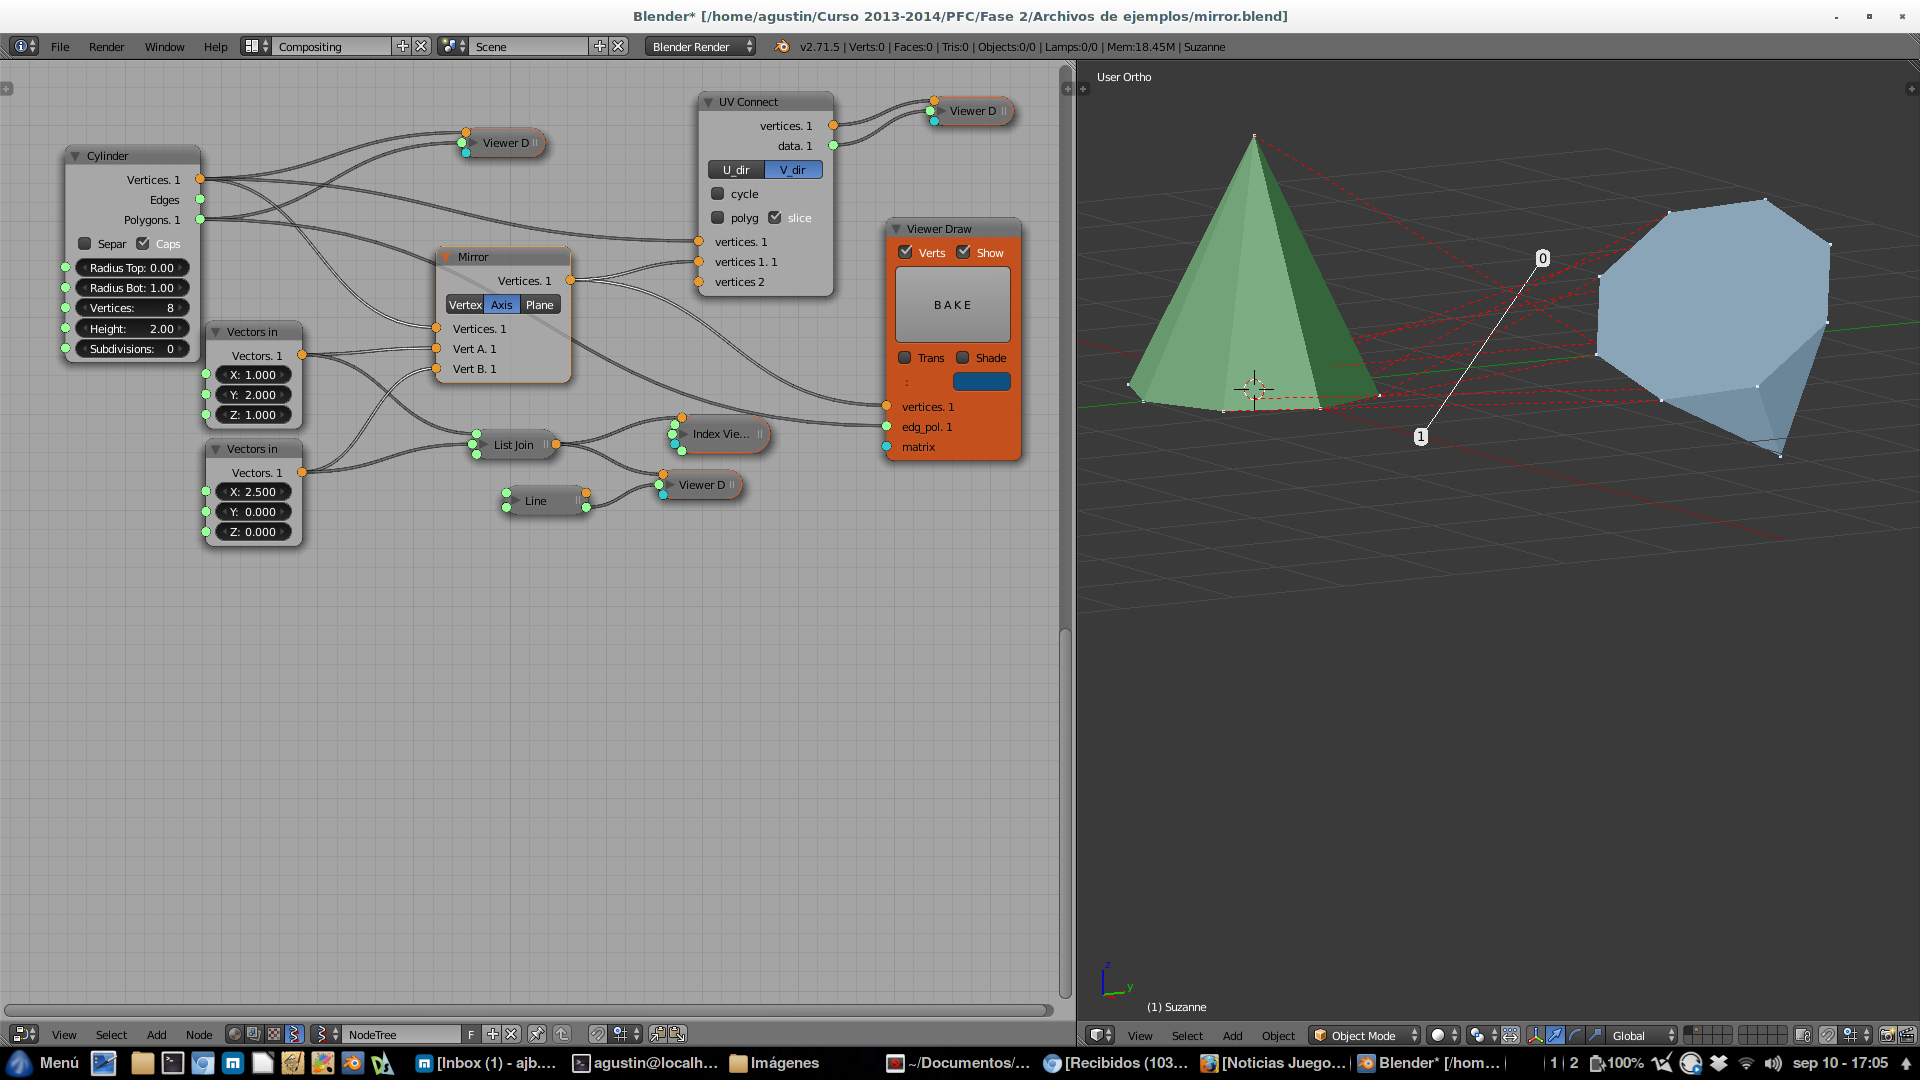 Blender* [/home/agustin/Curso 2013-2014/PFC/Fase 2/Archivos de ejemplos/mirror.blend]
File Render Window Help Compositing Scene Blender Render v2.71.5 | Verts:0 | Faces:0 | Tris:0 | Objects:0/0 | Lamps:0/0 | Mem:18.45M | Suzanne
Cylinder
Vertices. 1
Edges
Polygons. 1
Separ Caps
Radius Top: 0.00
Radius Bot: 1.00
Vertices: 8
Height: 2.00
Subdivisions: 0
Vectors in
Vectors. 1
X: 1.000
Y: 2.000
Z: 1.000
Vectors in
Vectors. 1
X: 2.500
Y: 0.000
Z: 0.000
Viewer D
Mirror
Vertices. 1
Vertex Axis Plane
Vertices. 1
Vert A. 1
Vert B. 1
List Join
Line
Index Vie...
Viewer D
UV Connect
vertices. 1
data. 1
U_dir V_dir
cycle
polyg slice
vertices. 1
vertices 1. 1
vertices 2
Viewer D
Viewer Draw
Verts Show
BAKE
Trans Shade
:
vertices. 1
edg_pol. 1
matrix
User Ortho
0
1
z
y
(1) Suzanne
View Select Add Node NodeTree F
View Select Add Object Object Mode Global
Menú [Inbox (1) - ajb.... agustin@localh... Imágenes ~/Documentos/... [Recibidos (103... [Noticias Juego... Blender* [/hom... 1 2 100% sep 10 - 17:05